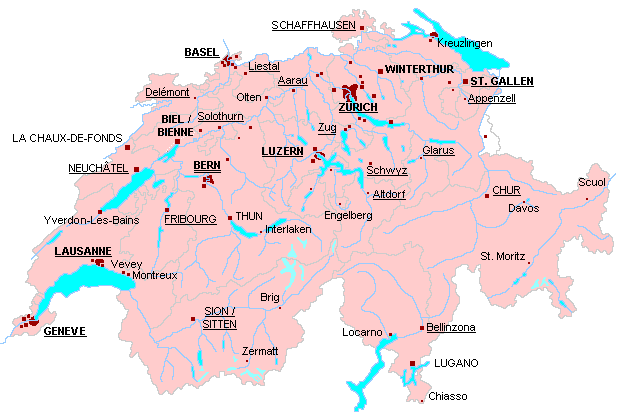 SCHAFFHAUSEN
Kreuzlingen
BASEL
Liestal
WINTERTHUR
Aarau
ST. GALLEN
Delémont
Olten
Appenzell
ZÜRICH
Solothurn
BIEL /
BIENNE
Zug
LA CHAUX-DE-FONDS
LUZERN
Glarus
NEUCHÂTEL
BERN
Schwyz
Scuol
Altdorf
CHUR
Davos
Yverdon-Les-Bains
FRIBOURG
THUN
Engelberg
Interlaken
LAUSANNE
Vevey
St. Moritz
Montreux
Brig
SION /
SITTEN
GENEVE
Locarno
Bellinzona
Zermatt
LUGANO
Chiasso